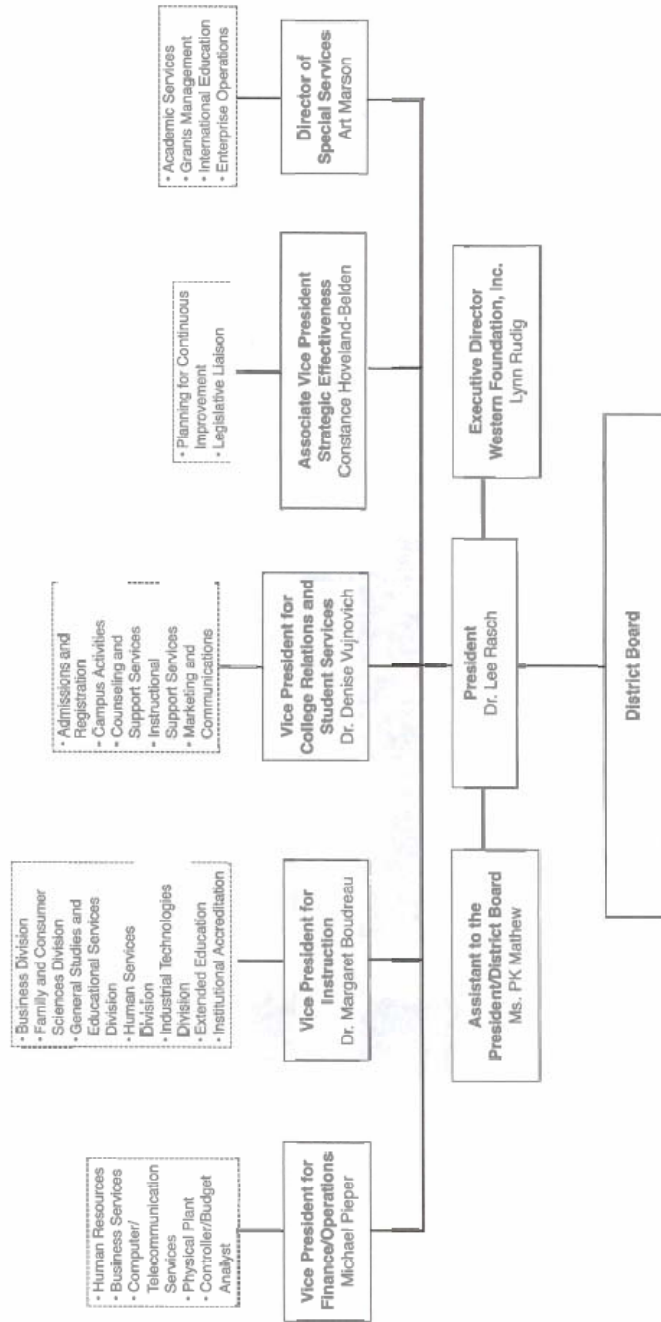 • Human Resources
• Business Services
• Computer/
Telecommunication
Services
• Physical Plant
• Controller/Budget
Analyst
Vice President for
Finance/Operations
Michael Pieper
• Business Division
• Family and Consumer
Sciences Division
• General Studies and
Educational Services
Division
• Human Services
Division
• Industrial Technologies
Division
• Extended Education
• Institutional Accreditation
Vice President for
Instruction
Dr. Margaret Boudreau
• Admissions and
Registration
• Campus Activities
• Counseling and
Support Services
• Instructional
Support Services
• Marketing and
Communications
Vice President for
College Relations and
Student Services
Dr. Denise Vujnovich
• Planning for Continuous
Improvement
• Legislative Liaison
Associate Vice President
Strategic Effectiveness
Constance Hoveland-Belden
• Academic Services
• Grants Management
• International Education
• Enterprise Operations
Director of
Special Services
Art Marson
Assistant to the
President/District Board
Ms. PK Mathew
President
Dr. Lee Rasch
Executive Director
Western Foundation, Inc.
Lynn Rudig
District Board